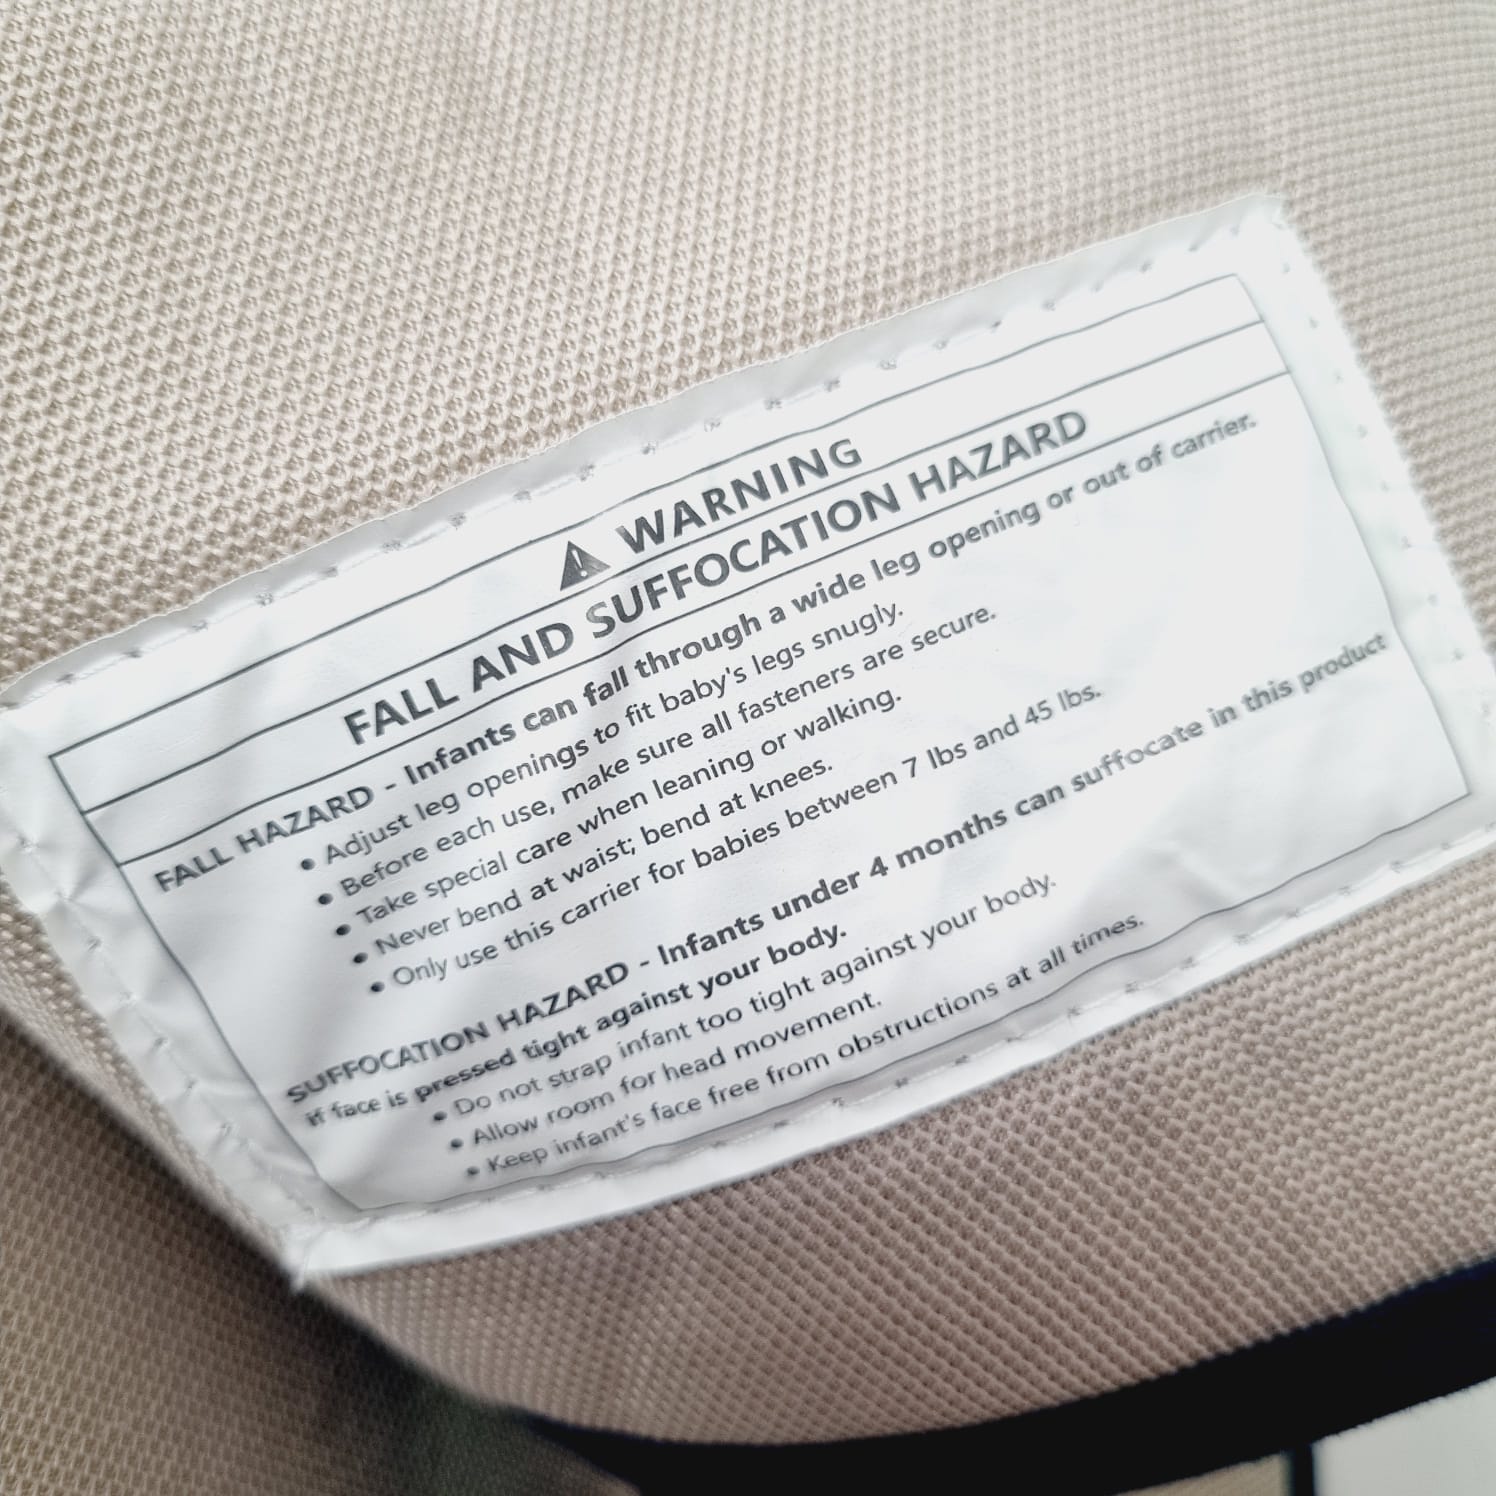 ⚠ WARNING
FALL AND SUFFOCATION HAZARD
FALL HAZARD - Infants can fall through a wide leg opening or out of carrier.
• Adjust leg openings to fit baby's legs snugly.
• Before each use, make sure all fasteners are secure.
• Take special care when leaning or walking.
• Never bend at waist; bend at knees.
• Only use this carrier for babies between 7 lbs and 45 lbs.
SUFFOCATION HAZARD - Infants under 4 months can suffocate in this product
if face is pressed tight against your body.
• Do not strap infant too tight against your body.
• Allow room for head movement.
• Keep infant's face free from obstructions at all times.